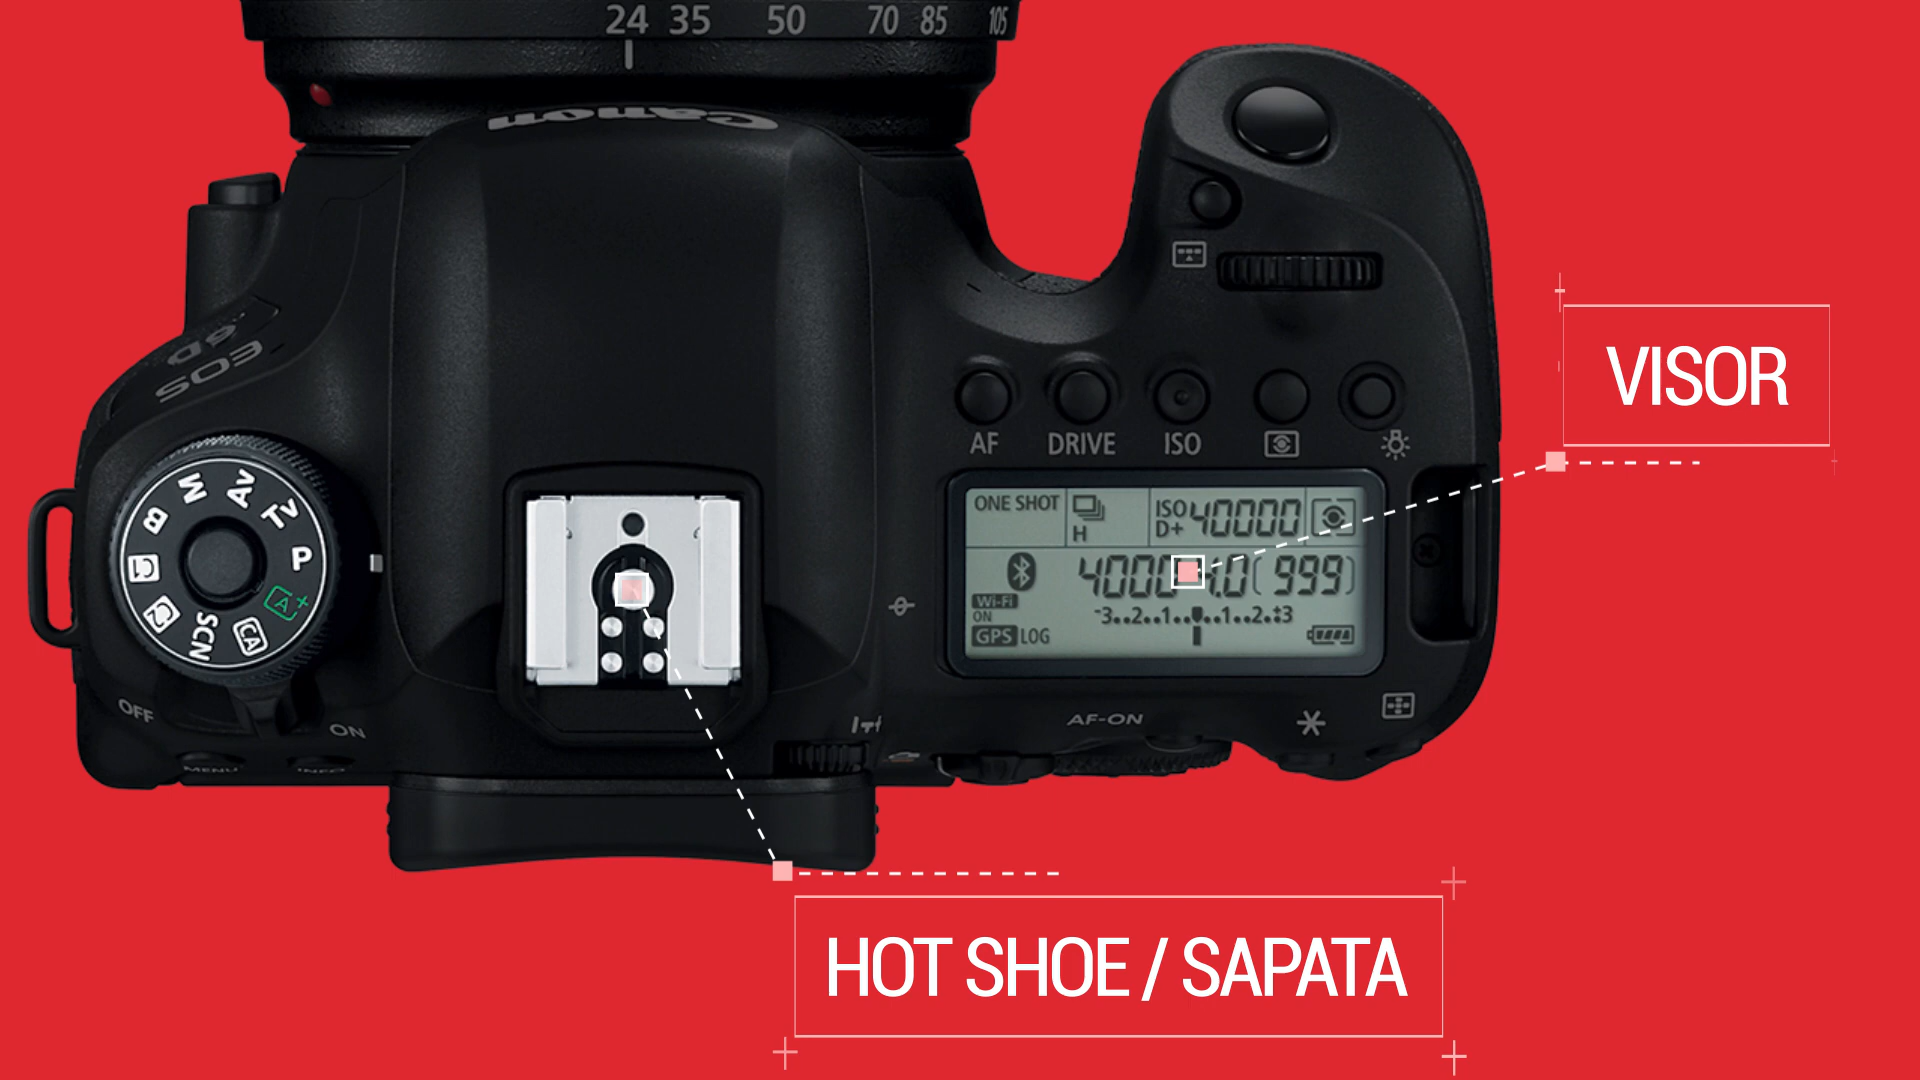 24 35 50 70 85 105
Canon
EOS
6D
AF DRIVE ISO
VISOR
M Av Tv
B
P
C1
A+
C2
SCN
CA
ONE SHOT
H
ISO 40000
D+
4000 4.0 ( 999 )
Wi-Fi
ON
-3..2..1....1..2..+3
GPS LOG
OFF
ON
AF-ON
MENU INFO
HOT SHOE / SAPATA